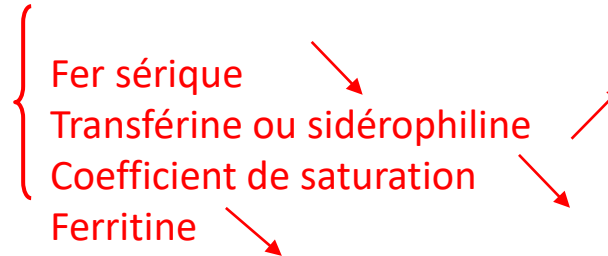 Fer sérique
Transférine ou sidérophiline
Coefficient de saturation
Ferritine